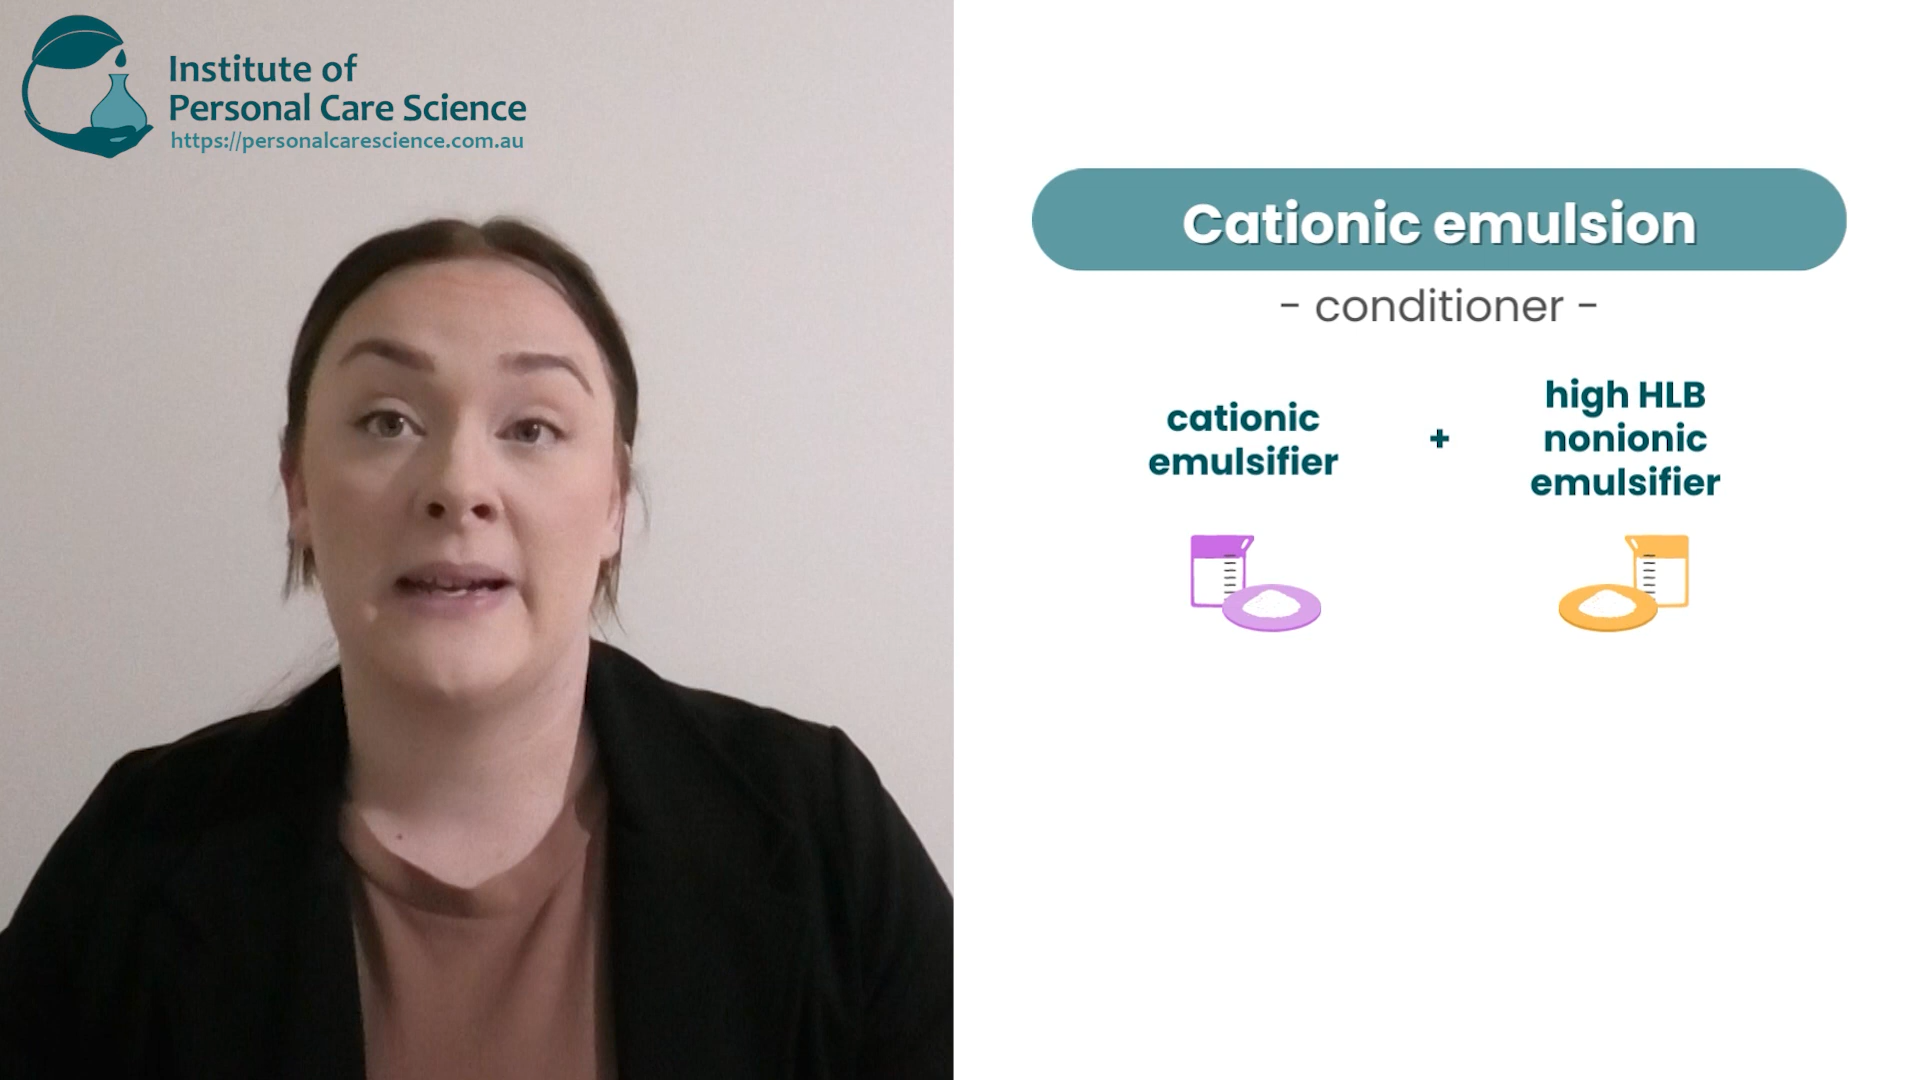 Institute of
Personal Care Science
https://personalcarescience.com.au
Cationic emulsion
- conditioner -
cationic
emulsifier
+
high HLB
nonionic
emulsifier